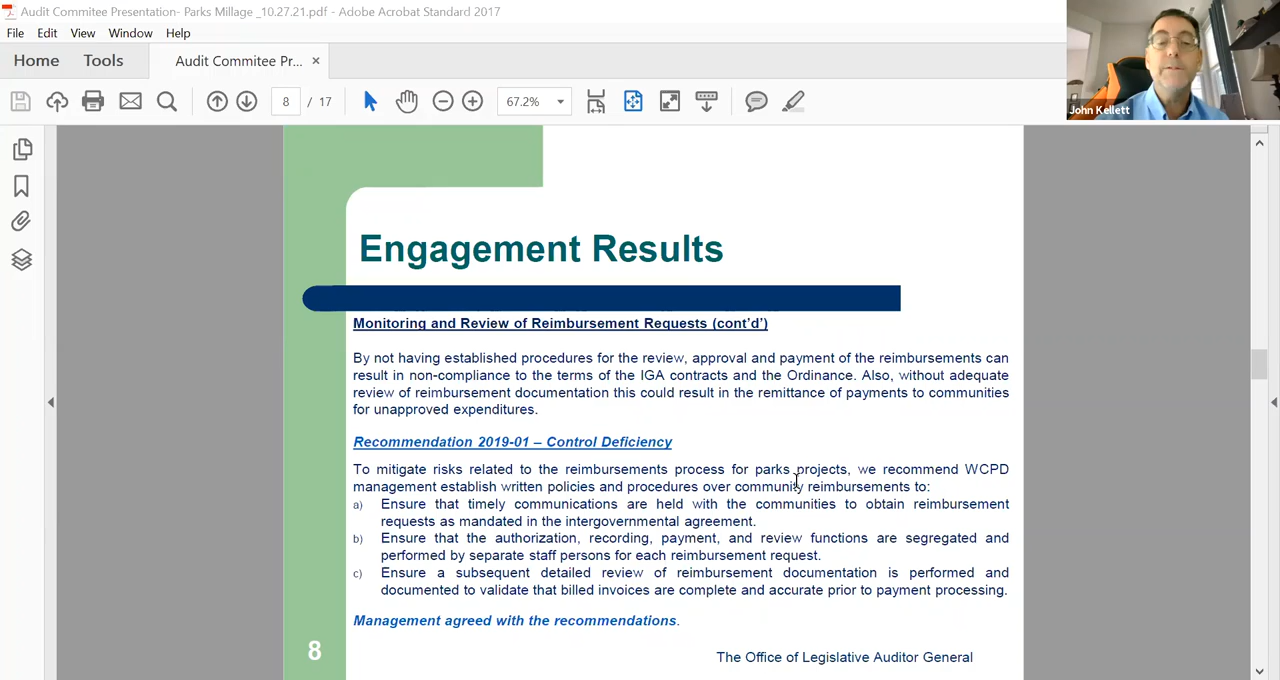 Audit Commitee Presentation- Parks Millage _10.27.21.pdf - Adobe Acrobat Standard 2017
File Edit View Window Help
Home Tools Audit Commitee Pr... ×
8 / 17 67.2%
John Kellett
Engagement Results
Monitoring and Review of Reimbursement Requests (cont'd')
By not having established procedures for the review, approval and payment of the reimbursements can
result in non-compliance to the terms of the IGA contracts and the Ordinance. Also, without adequate
review of reimbursement documentation this could result in the remittance of payments to communities
for unapproved expenditures.
Recommendation 2019-01 – Control Deficiency
To mitigate risks related to the reimbursements process for parks projects, we recommend WCPD
management establish written policies and procedures over community reimbursements to:
a) Ensure that timely communications are held with the communities to obtain reimbursement
requests as mandated in the intergovernmental agreement.
b) Ensure that the authorization, recording, payment, and review functions are segregated and
performed by separate staff persons for each reimbursement request.
c) Ensure a subsequent detailed review of reimbursement documentation is performed and
documented to validate that billed invoices are complete and accurate prior to payment processing.
Management agreed with the recommendations.
8
The Office of Legislative Auditor General